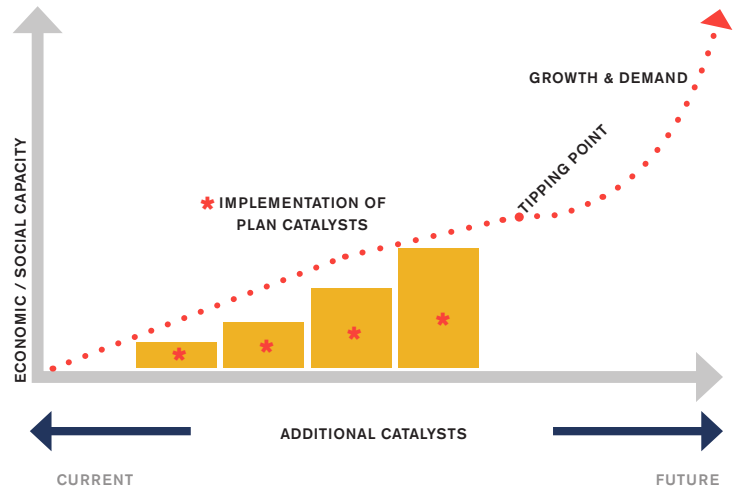 GROWTH & DEMAND
TIPPING POINT
* IMPLEMENTATION OF
PLAN CATALYSTS
ECONOMIC / SOCIAL CAPACITY
* * * *
ADDITIONAL CATALYSTS
CURRENT
FUTURE